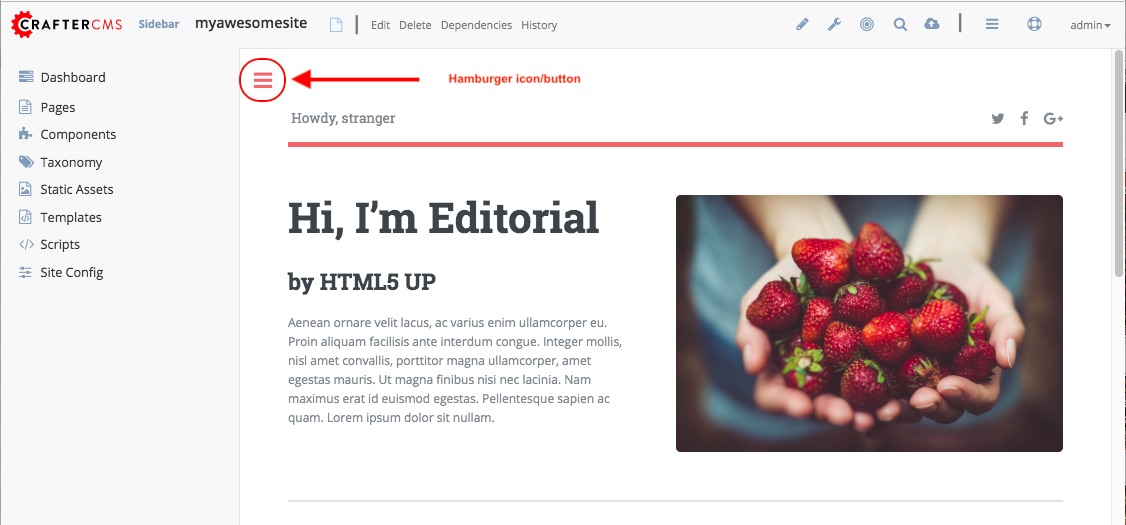 CRAFTERCMS Sidebar myawesomesite Edit Delete Dependencies History admin
Dashboard
Pages
Components
Taxonomy
Static Assets
Templates
Scripts
Site Config
Hamburger icon/button
Howdy, stranger G+
Hi, I’m Editorial
by HTML5 UP
Aenean ornare velit lacus, ac varius enim ullamcorper eu.
Proin aliquam facilisis ante interdum congue. Integer mollis,
nisl amet convallis, porttitor magna ullamcorper, amet
egestas mauris. Ut magna finibus nisi nec lacinia. Nam
maximus erat id euismod egestas. Pellentesque sapien ac
quam. Lorem ipsum dolor sit nullam.